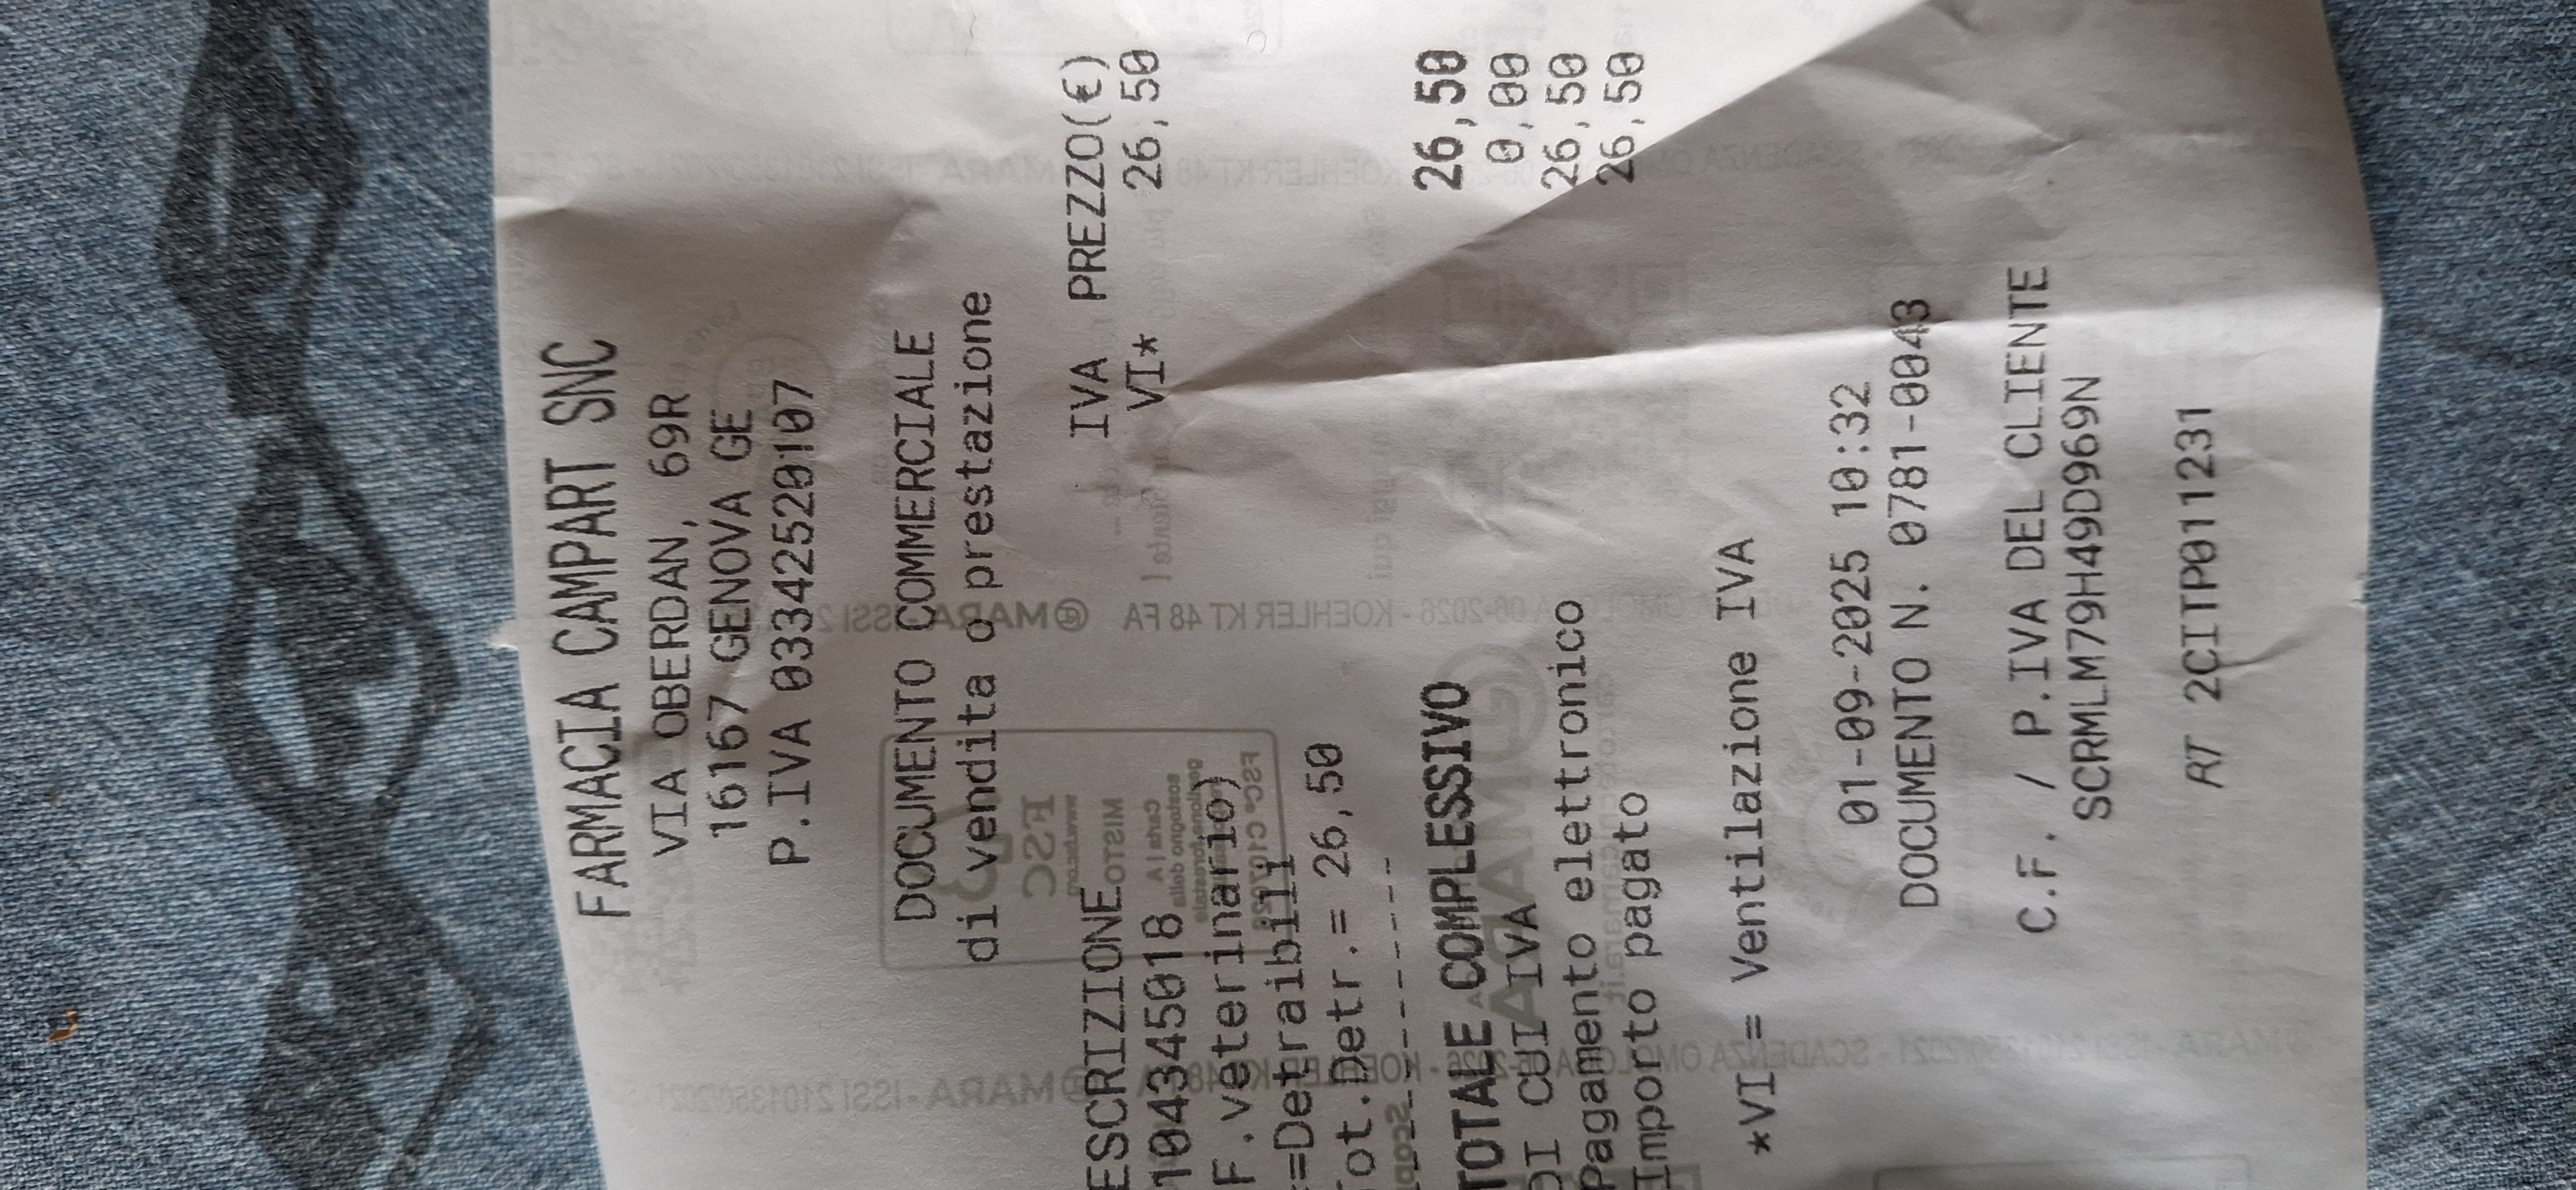 FARMACIA CAMPART SNC
VIA OBERDAN, 69R
16167 GENOVA GE
P.IVA 03342520107
DOCUMENTO COMMERCIALE
di vendita o prestazione
ESCRIZIONE IVA PREZZO(€)
104345018 VI* 26,50
F.veterinario)
=Detraibili
ot.Detr.= 26,50
TOTALE COMPLESSIVO 26,50
DI CUI IVA 0,00
Pagamento elettronico 26,50
Importo pagato 26,50
*VI = Ventilazione IVA
01-09-2025 10:32
DOCUMENTO N. 0781-0043
C.F. / P.IVA DEL CLIENTE
SCRMLM79H49D969N
RT 2CITP011231